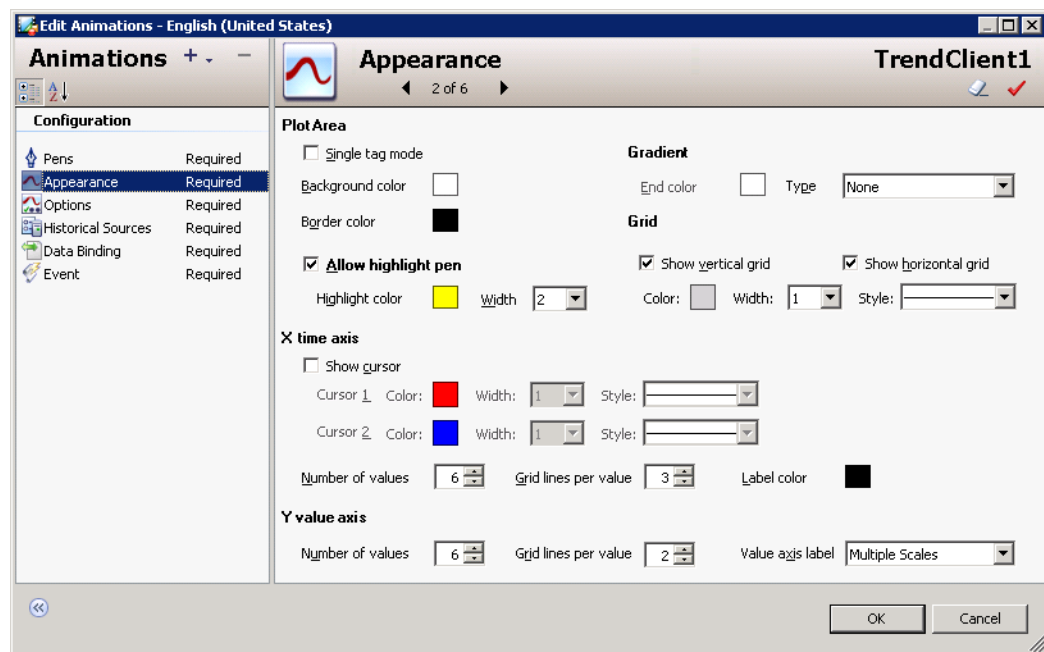 Edit Animations - English (United States)
Animations
Configuration
Pens Required
Appearance Required
Options Required
Historical Sources Required
Data Binding Required
Event Required
Appearance
TrendClient1
2 of 6
Plot Area
Single tag mode
Background color
Border color
Gradient
End color Type None
Grid
Allow highlight pen
Highlight color Width 2
Show vertical grid Show horizontal grid
Color: Width: 1 Style:
X time axis
Show cursor
Cursor 1 Color: Width: 1 Style:
Cursor 2 Color: Width: 1 Style:
Number of values 6 Grid lines per value 3 Label color
Y value axis
Number of values 6 Grid lines per value 2 Value axis label Multiple Scales
OK Cancel